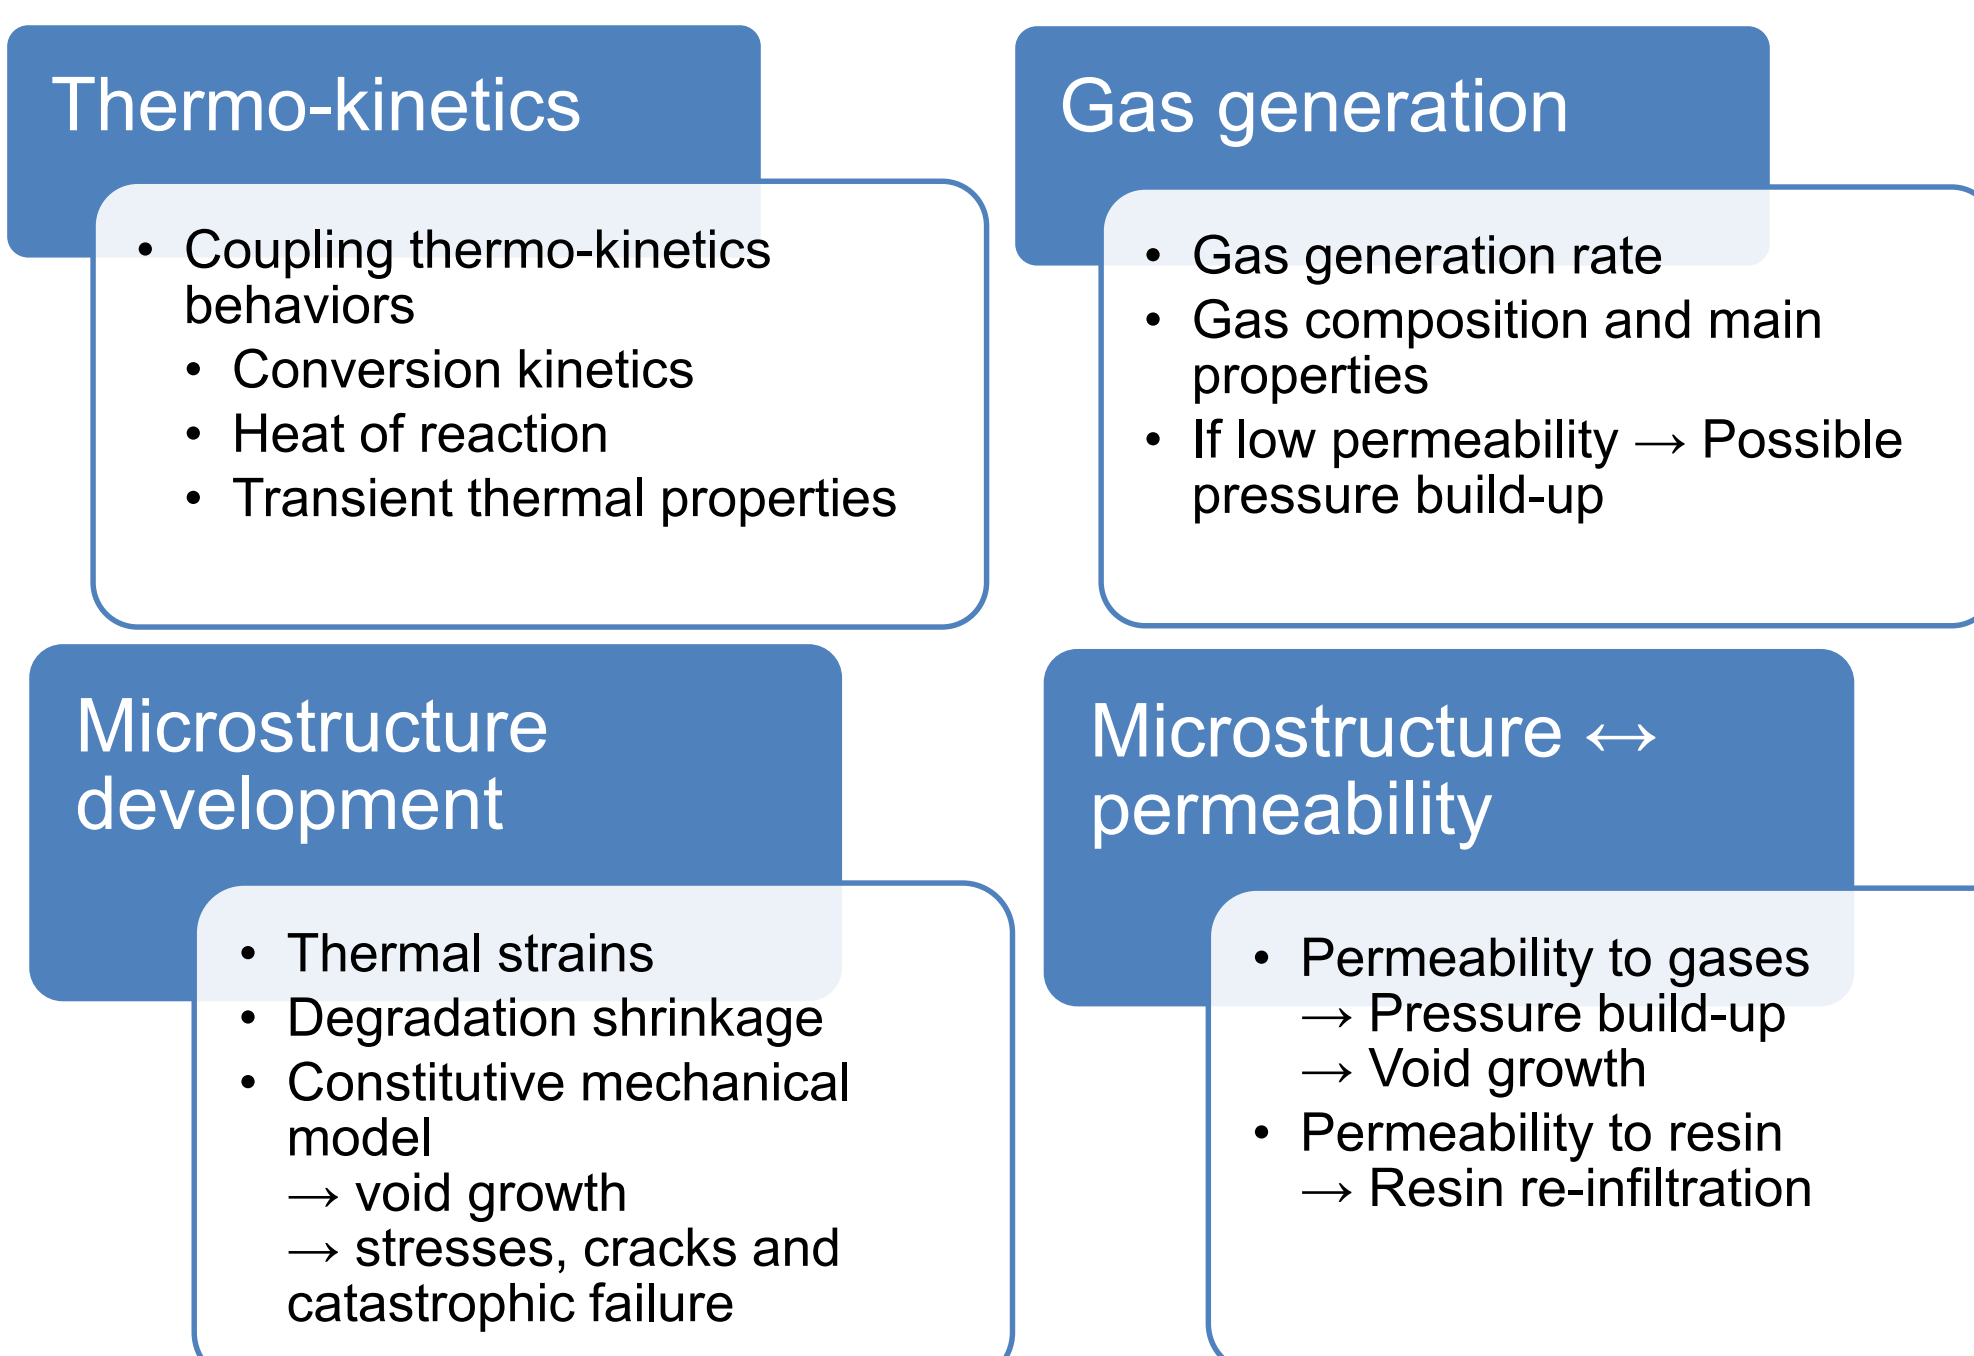 Thermo-kinetics
• Coupling thermo-kinetics
behaviors
• Conversion kinetics
• Heat of reaction
• Transient thermal properties
Gas generation
• Gas generation rate
• Gas composition and main
properties
• If low permeability → Possible
pressure build-up
Microstructure
development
• Thermal strains
• Degradation shrinkage
• Constitutive mechanical
model
→ void growth
→ stresses, cracks and
catastrophic failure
Microstructure ↔
permeability
• Permeability to gases
→ Pressure build-up
→ Void growth
• Permeability to resin
→ Resin re-infiltration